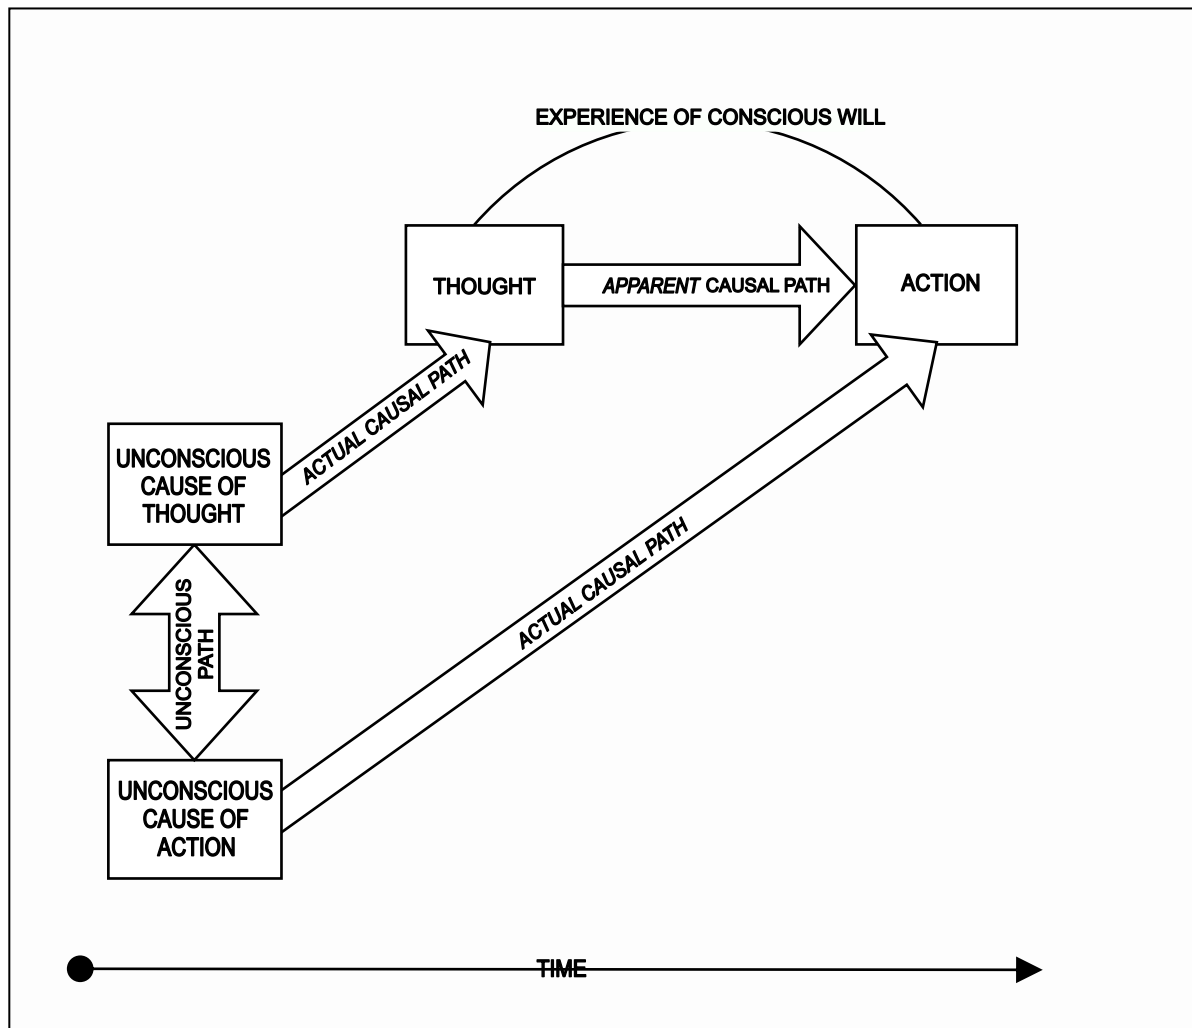 EXPERIENCE OF CONSCIOUS WILL
THOUGHT
APPARENT CAUSAL PATH
ACTION
ACTUAL CAUSAL PATH
UNCONSCIOUS
CAUSE OF
THOUGHT
ACTUAL CAUSAL PATH
UNCONSCIOUS
PATH
UNCONSCIOUS
CAUSE OF
ACTION
TIME